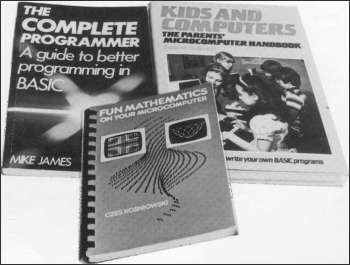 THE
COMPLETE
PROGRAMMER
A guide to better
programming in
BASIC
MIKE JAMES
KIDS AND
COMPUTERS
THE PARENTS'
MICROCOMPUTER HANDBOOK
write your own BASIC programs
FUN MATHEMATICS
ON YOUR MICROCOMPUTER
CZES KOSNIOWSKI